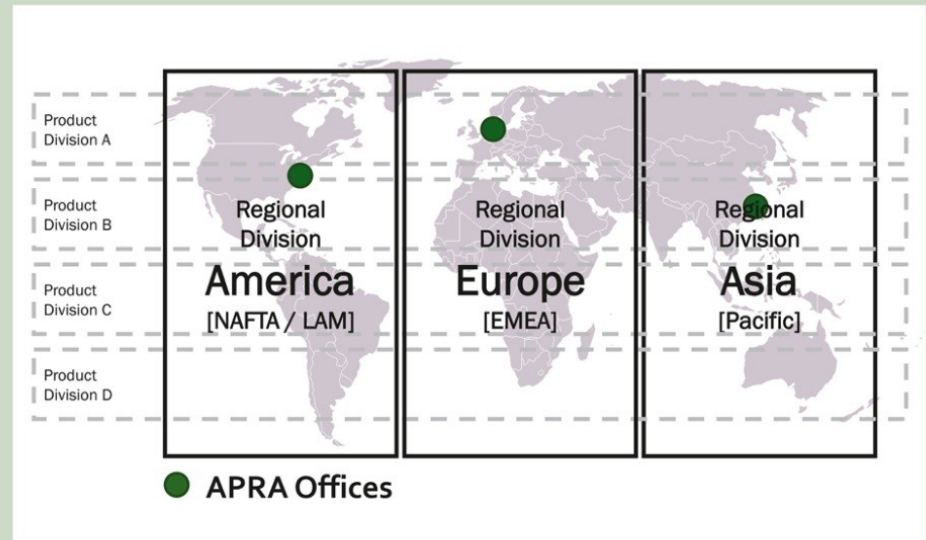 Product
Division A
Product
Division B
Product
Division C
Product
Division D
Regional
Division
America
[NAFTA / LAM]
Regional
Division
Europe
[EMEA]
Regional
Division
Asia
[Pacific]
APRA Offices